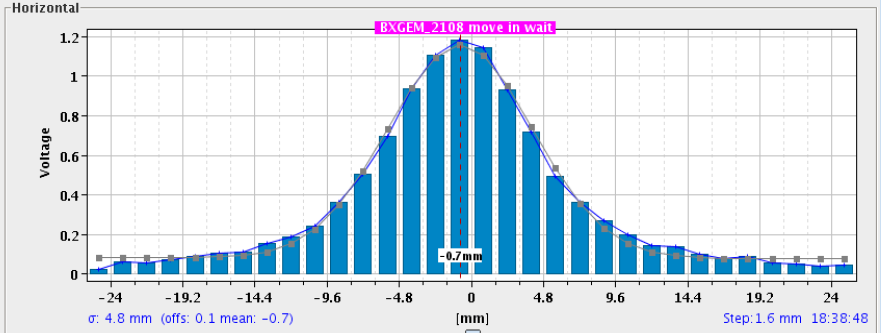 Horizontal
BXGEM_2108 move in wait
1.2
1
0.8
0.6
0.4
0.2
0
Voltage
-0.7mm
-24 -19.2 -14.4 -9.6 -4.8 0 4.8 9.6 14.4 19.2 24
σ: 4.8 mm (offs: 0.1 mean: -0.7) [mm] Step:1.6 mm 18:38:48